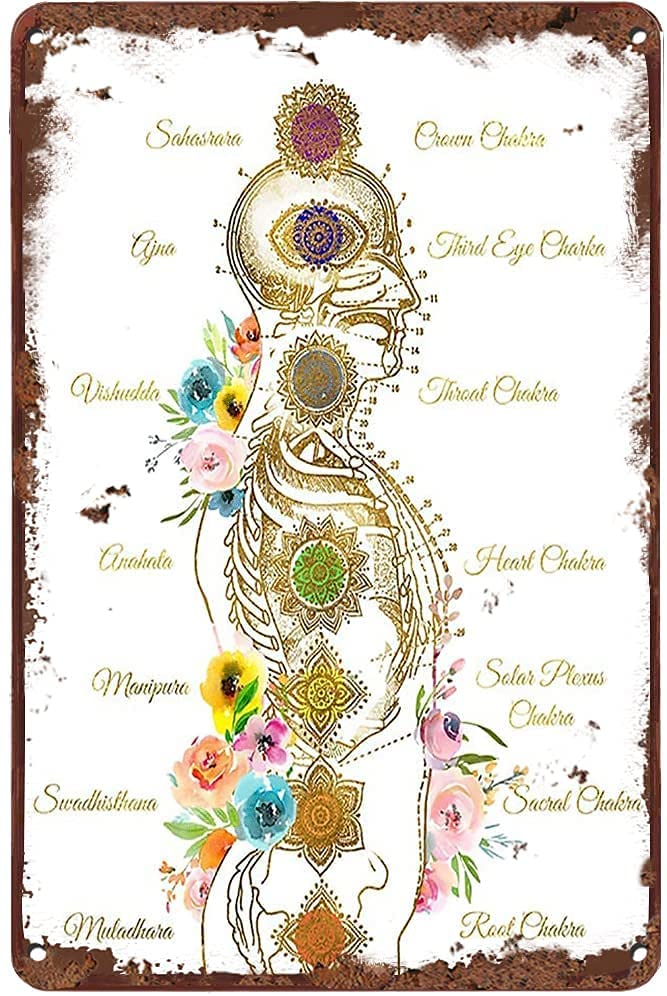 Sahasrara Crown Chakra
Ajna Third Eye Charka
Vishudda Throat Chakra
Anahata Heart Chakra
Manipura Solar Plexus
Chakra
Swadhisthana Sacral Chakra
Muladhara Root Chakra